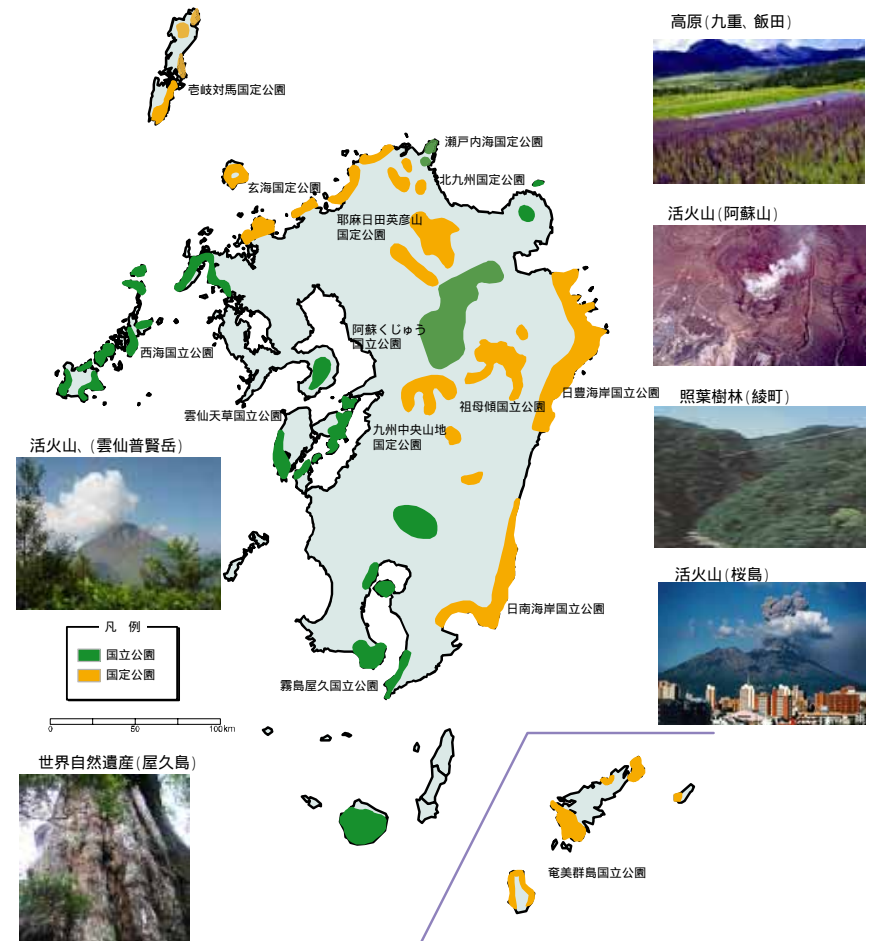 高原(九重、飯田)
壱岐対馬国定公園
瀬戸内海国定公園
北九州国定公園
玄海国定公園
活火山(阿蘇山)
耶麻日田英彦山
国定公園
阿蘇くじゅう
国立公園
西海国立公園
日豊海岸国立公園
祖母傾国立公園
照葉樹林(綾町)
雲仙天草国立公園
九州中央山地
国定公園
活火山、(雲仙普賢岳)
活火山(桜島)
日南海岸国立公園
凡 例
国立公園
国定公園
霧島屋久国立公園
0 50 100km
世界自然遺産(屋久島)
奄美群島国立公園